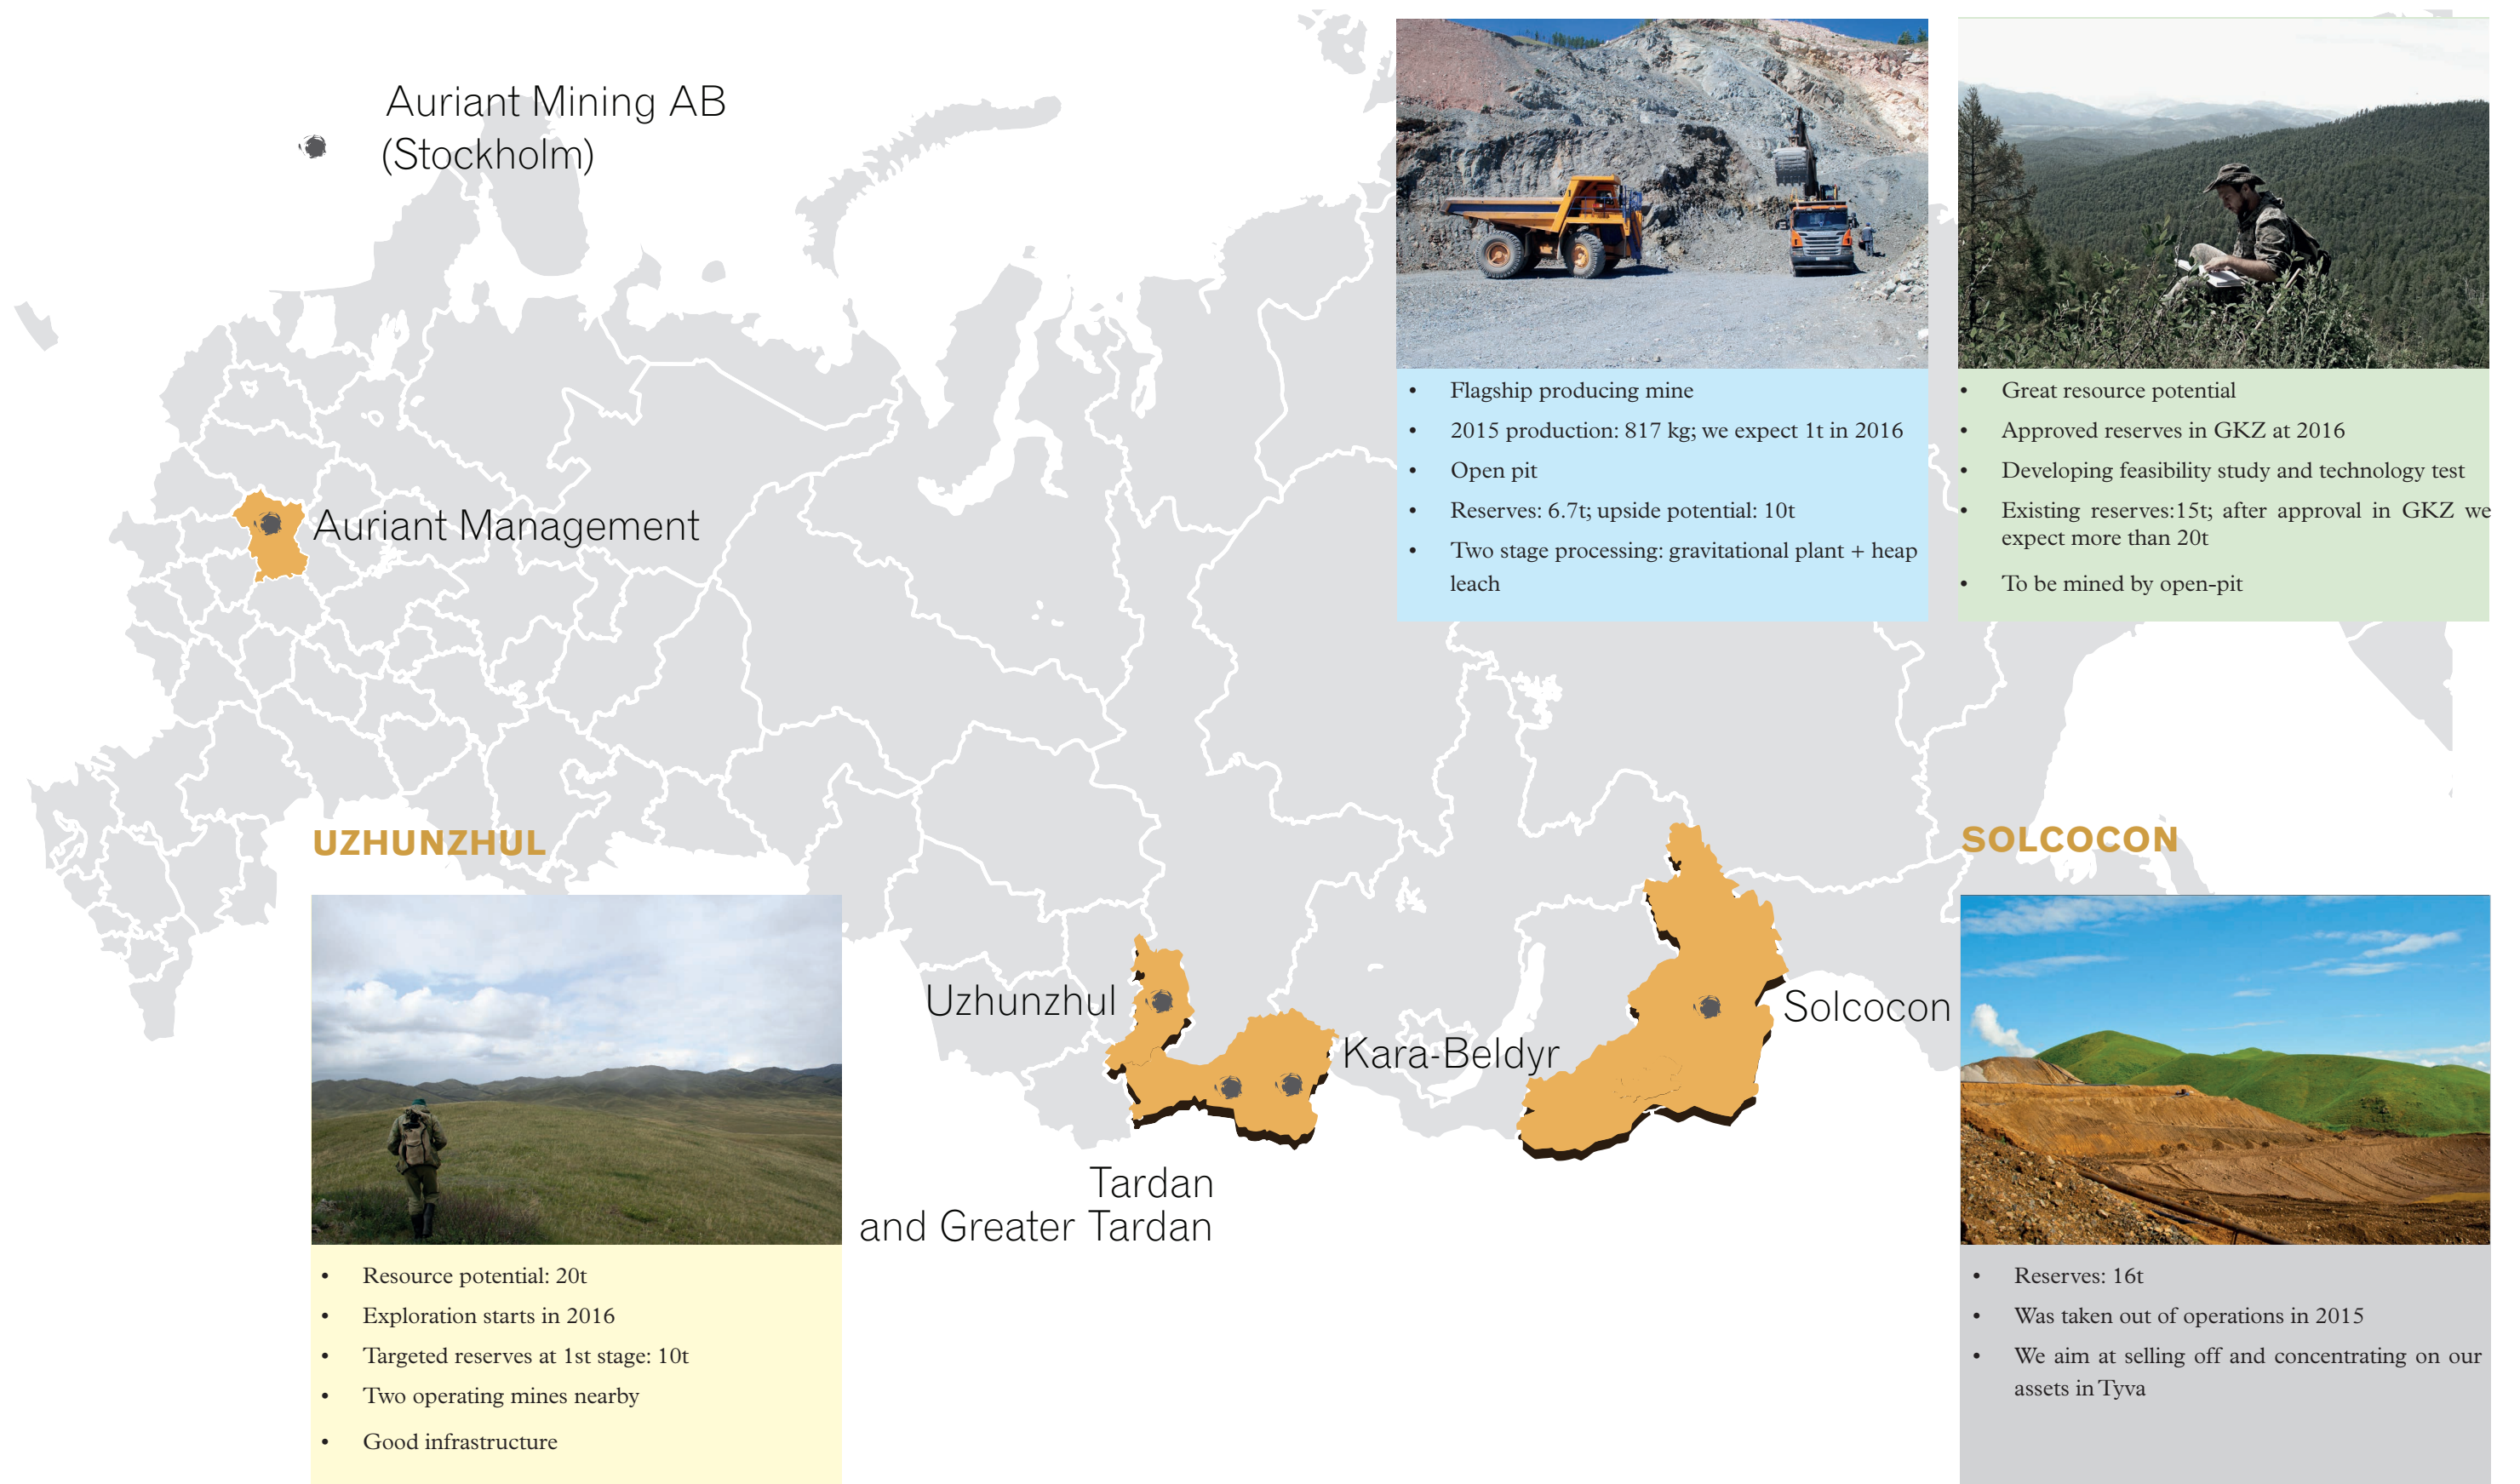 Auriant Mining AB
(Stockholm)
• Flagship producing mine
• 2015 production: 817 kg; we expect 1t in 2016
• Open pit
• Reserves: 6.7t; upside potential: 10t
• Two stage processing: gravitational plant + heap
leach
• Great resource potential
• Approved reserves in GKZ at 2016
• Developing feasibility study and technology test
• Existing reserves:15t; after approval in GKZ we
expect more than 20t
• To be mined by open-pit
Auriant Management
UZHUNZHUL
SOLCOCON
Uzhunzhul
Solcocon
Kara-Beldyr
Tardan
and Greater Tardan
• Resource potential: 20t
• Exploration starts in 2016
• Targeted reserves at 1st stage: 10t
• Two operating mines nearby
• Good infrastructure
• Reserves: 16t
• Was taken out of operations in 2015
• We aim at selling off and concentrating on our
assets in Tyva